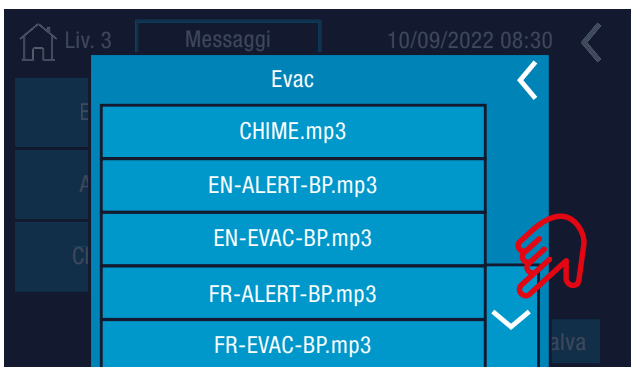 Liv. 3 Messaggi 10/09/2022 08:30
Evac
CHIME.mp3
EN-ALERT-BP.mp3
EN-EVAC-BP.mp3
FR-ALERT-BP.mp3
FR-EVAC-BP.mp3